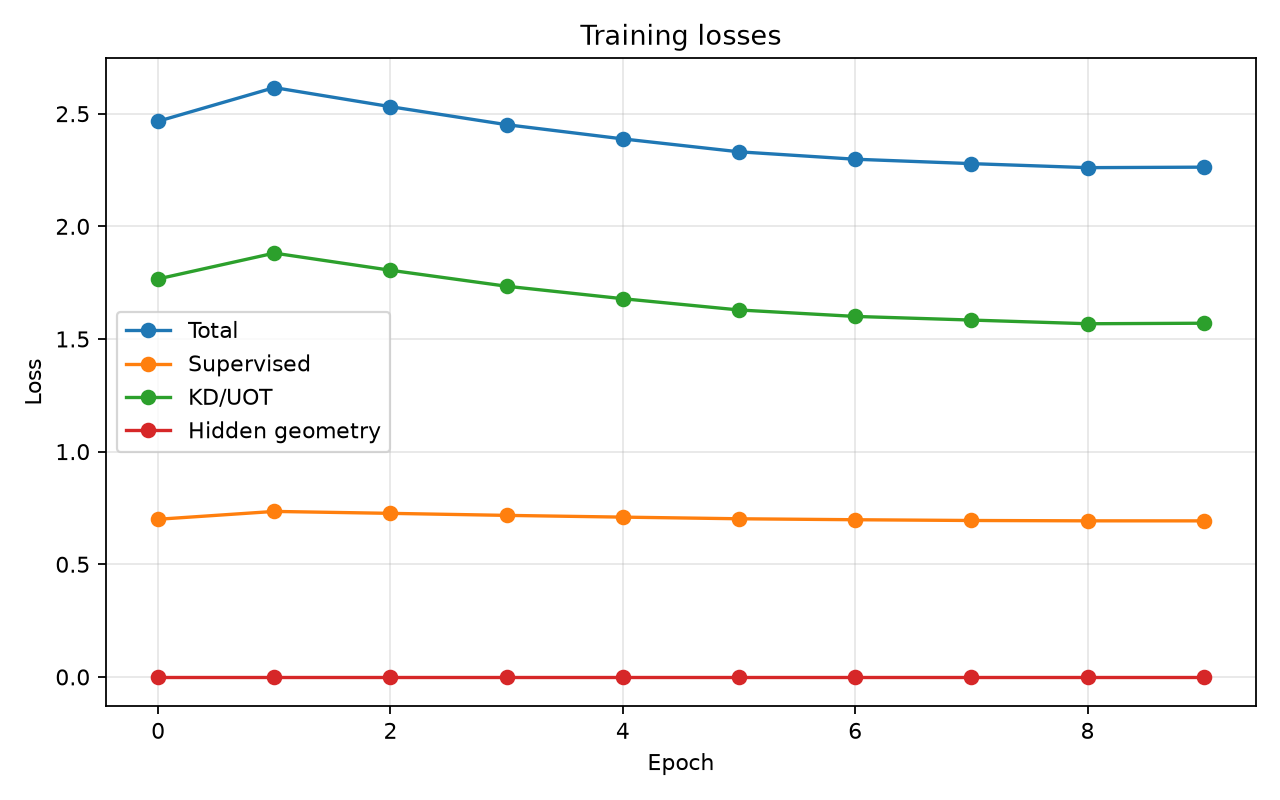 Training losses
Loss
2.5
2.0
1.5
1.0
0.5
0.0
Total
Supervised
KD/UOT
Hidden geometry
0 2 4 6 8
Epoch